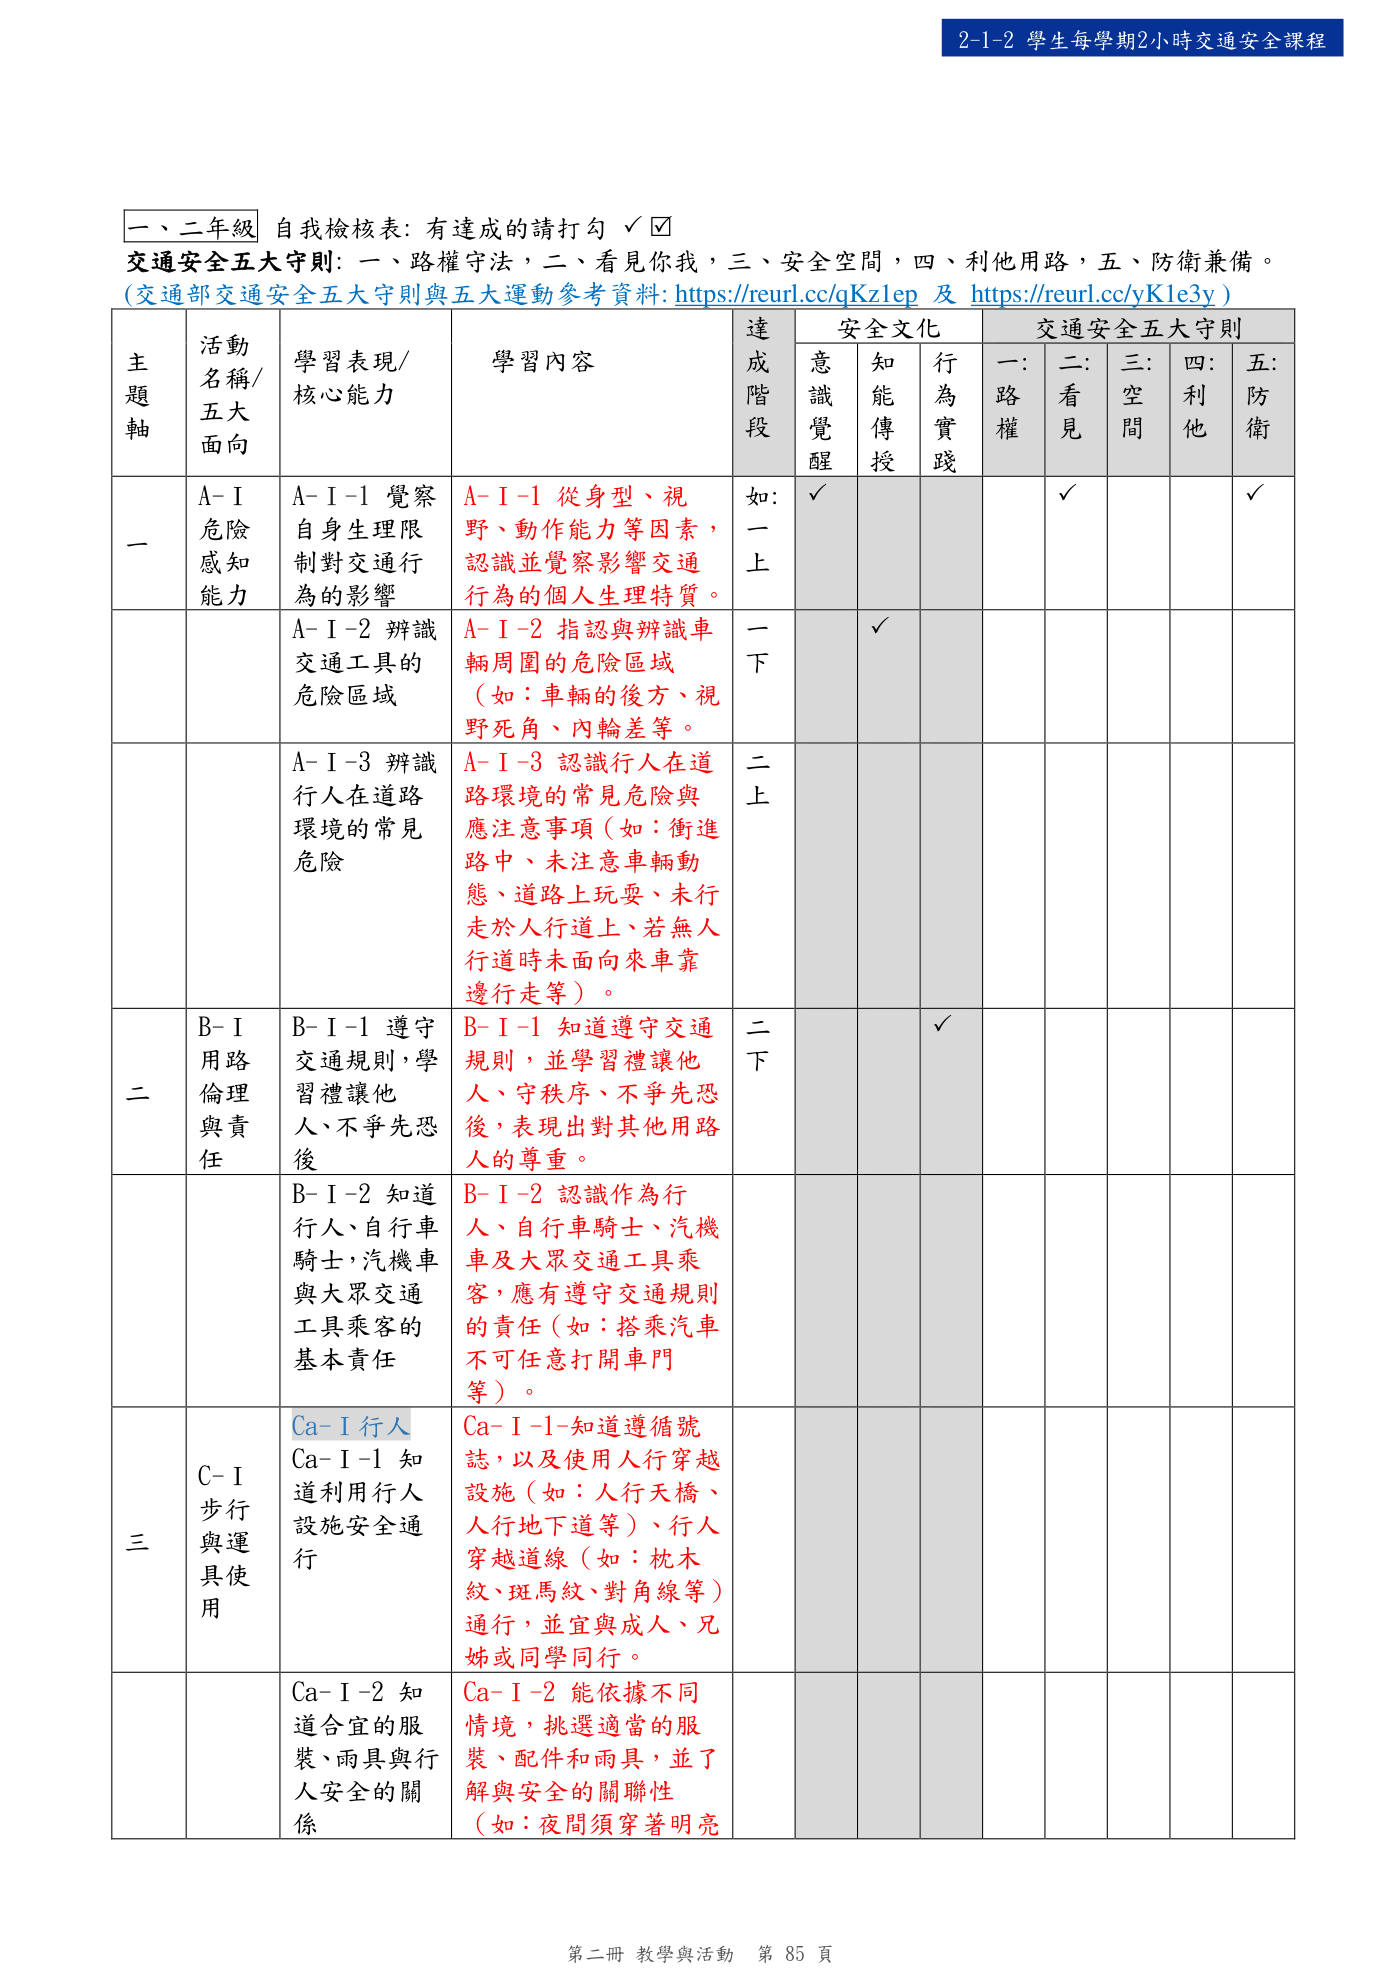 2-1-2 學生每學期2小時交通安全課程
一、二年級 自我檢核表: 有達成的請打勾 ✓ ☑
交通安全五大守則: 一、路權守法，二、看見你我，三、安全空間，四、利他用路，五、防衛兼備。
(交通部交通安全五大守則與五大運動參考資料: https://reurl.cc/qKz1ep 及 https://reurl.cc/yK1e3y )
主
題
軸
活動
名稱/
五大
面向
學習表現/
核心能力
學習內容
達
成
階
段
安全文化
交通安全五大守則
意
識
覺
醒
知
能
傳
授
行
為
實
踐
一:
路
權
二:
看
見
三:
空
間
四:
利
他
五:
防
衛
一
A-Ⅰ
危險
感知
能力
A-Ⅰ-1 覺察
自身生理限
制對交通行
為的影響
A-Ⅰ-1 從身型、視
野、動作能力等因素，
認識並覺察影響交通
行為的個人生理特質。
如:
一
上
✓
✓
✓
A-Ⅰ-2 辨識
交通工具的
危險區域
A-Ⅰ-2 指認與辨識車
輛周圍的危險區域
（如：車輛的後方、視
野死角、內輪差等。
一
下
✓
A-Ⅰ-3 辨識
行人在道路
環境的常見
危險
A-Ⅰ-3 認識行人在道
路環境的常見危險與
應注意事項（如：衝進
路中、未注意車輛動
態、道路上玩耍、未行
走於人行道上、若無人
行道時未面向來車靠
邊行走等）。
二
上
二
B-Ⅰ
用路
倫理
與責
任
B-Ⅰ-1 遵守
交通規則，學
習禮讓他
人、不爭先恐
後
B-Ⅰ-1 知道遵守交通
規則，並學習禮讓他
人、守秩序、不爭先恐
後，表現出對其他用路
人的尊重。
二
下
✓
B-Ⅰ-2 知道
行人、自行車
騎士，汽機車
與大眾交通
工具乘客的
基本責任
B-Ⅰ-2 認識作為行
人、自行車騎士、汽機
車及大眾交通工具乘
客，應有遵守交通規則
的責任（如：搭乘汽車
不可任意打開車門
等）。
三
C-Ⅰ
步行
與運
具使
用
Ca-Ⅰ行人
Ca-Ⅰ-1 知
道利用行人
設施安全通
行
Ca-Ⅰ-1-知道遵循號
誌，以及使用人行穿越
設施（如：人行天橋、
人行地下道等）、行人
穿越道線（如：枕木
紋、斑馬紋、對角線等）
通行，並宜與成人、兄
姊或同學同行。
Ca-Ⅰ-2 知
道合宜的服
裝、雨具與行
人安全的關
係
Ca-Ⅰ-2 能依據不同
情境，挑選適當的服
裝、配件和雨具，並了
解與安全的關聯性
（如：夜間須穿著明亮
第二冊 教學與活動 第 85 頁